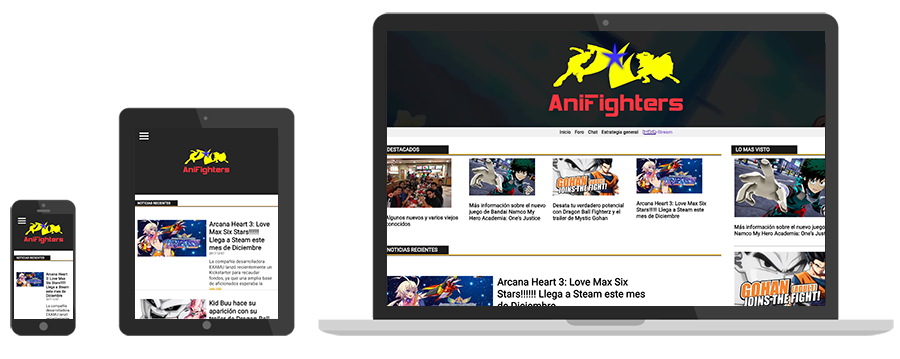 AniFighters
NOTICIAS RECIENTES
Arcana Heart 3:
Love Max Six
Stars!!!!!! Llega a
Steam este mes
de Diciembre
La compañía
desarrolladora
EXAMU lanzó
AniFighters
NOTICIAS RECIENTES
Arcana Heart 3: Love
Max Six Stars!!!!!!
Llega a Steam este
mes de Diciembre
La compañía desarrolladora
EXAMU lanzó recientemente un
Kickstarter para recaudar
fondos, ya que una amplia base
de aficionados esperaba la
Kid Buu hace su
aparición con su
trailer de Dragon Ball
AniFighters
Inicio Foro Chat Estrategia general Stream
DESTACADOS
Algunos nuevos y varios viejos
conocidos
Más información sobre el nuevo
juego de Bandai Namco My
Hero Academia: One's Justice
GOHAN
JOINS THE FIGHT!
Desata tu verdadero potencial
con Dragon Ball Fighterz y el
trailer de Mystic Gohan
Arcana Heart 3: Love Max Six
Stars!!!!!! Llega a Steam este
mes de Diciembre
LO MAS VISTO
Más información sobre el nuevo juego
Namco My Hero Academia: One's Just
GOHAN
JOINS THE FIGHT!
NOTICIAS RECIENTES
Arcana Heart 3: Love Max Six
Stars!!!!!! Llega a Steam este mes
de Diciembre